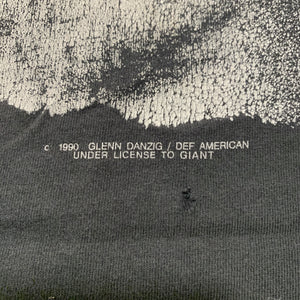 c 1990 GLENN DANZIG / DEF AMERICAN
UNDER LICENSE TO GIANT